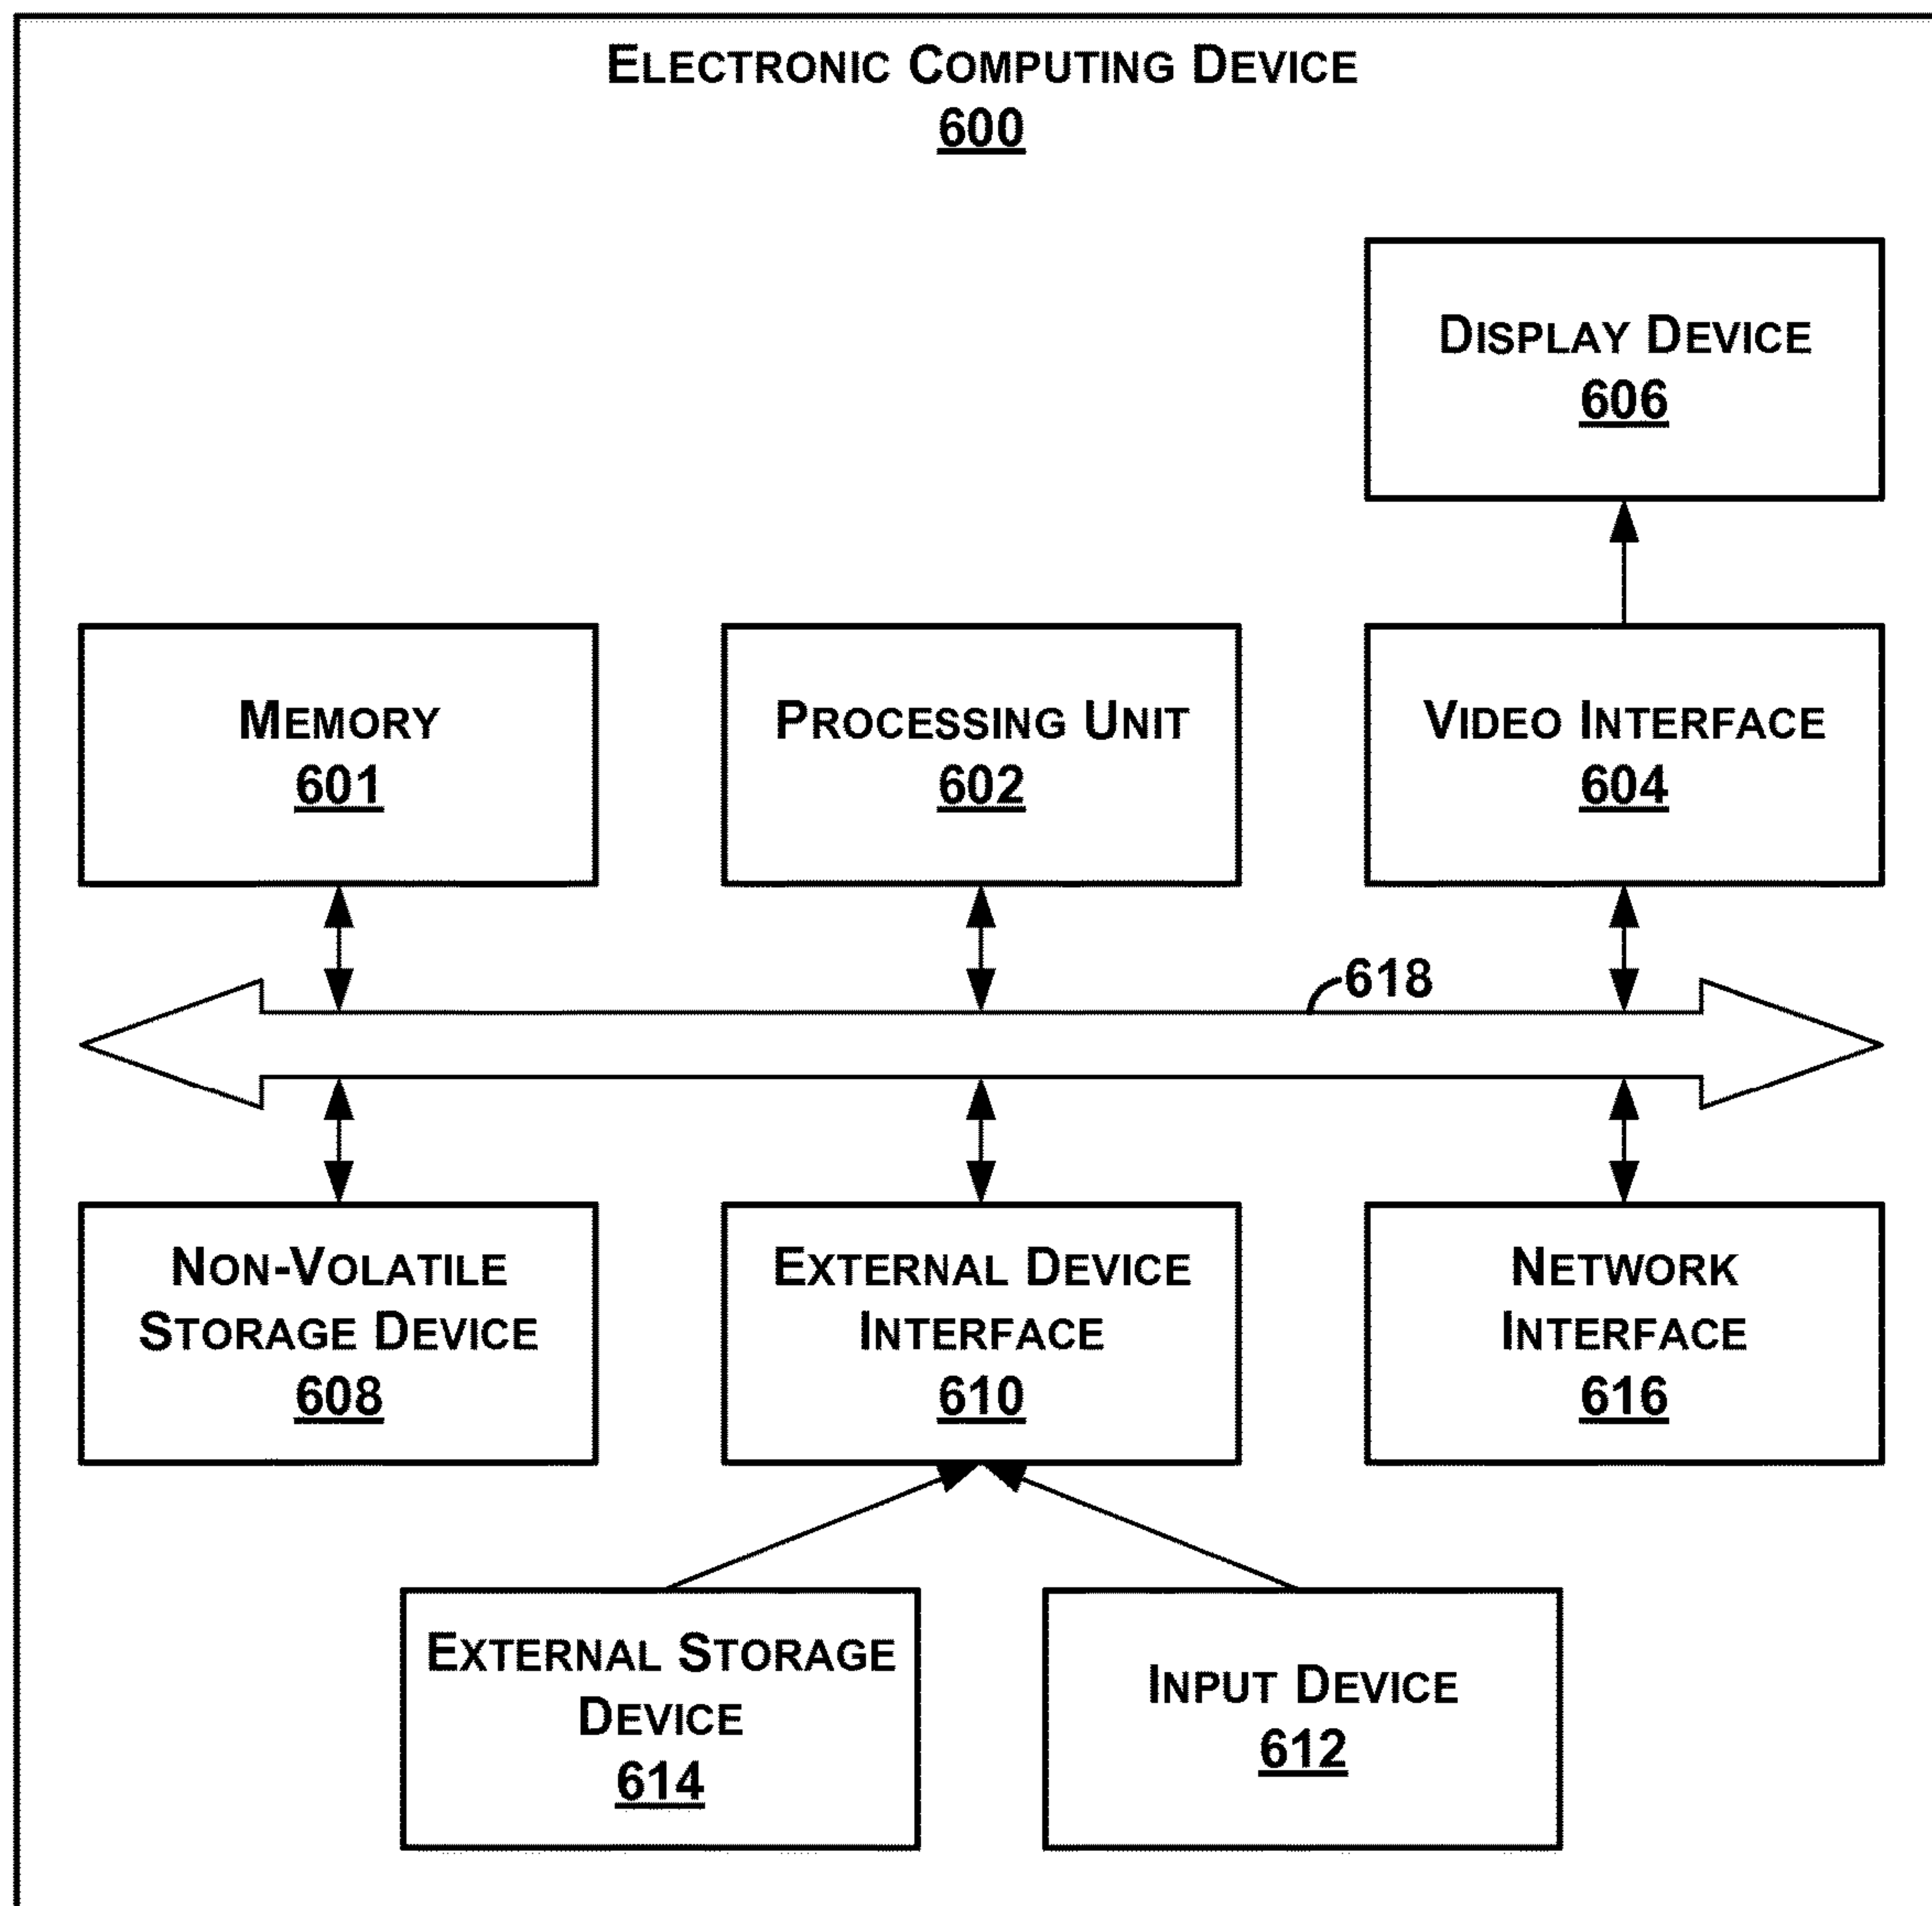 ELECTRONIC COMPUTING DEVICE
600
DISPLAY DEVICE
606
MEMORY
601
PROCESSING UNIT
602
VIDEO INTERFACE
604
618
NON-VOLATILE
STORAGE DEVICE
608
EXTERNAL DEVICE
INTERFACE
610
NETWORK
INTERFACE
616
EXTERNAL STORAGE
DEVICE
614
INPUT DEVICE
612